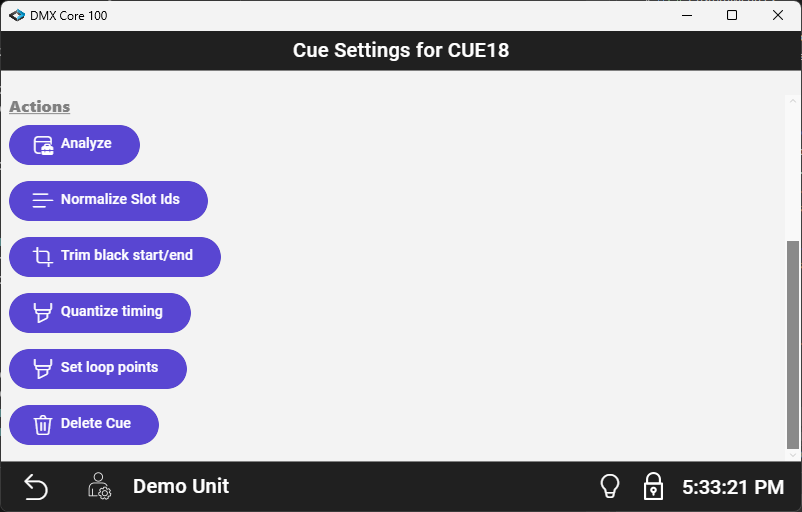 DMX Core 100
Cue Settings for CUE18
Actions
Analyze
Normalize Slot Ids
Trim black start/end
Quantize timing
Set loop points
Delete Cue
Demo Unit
5:33:21 PM